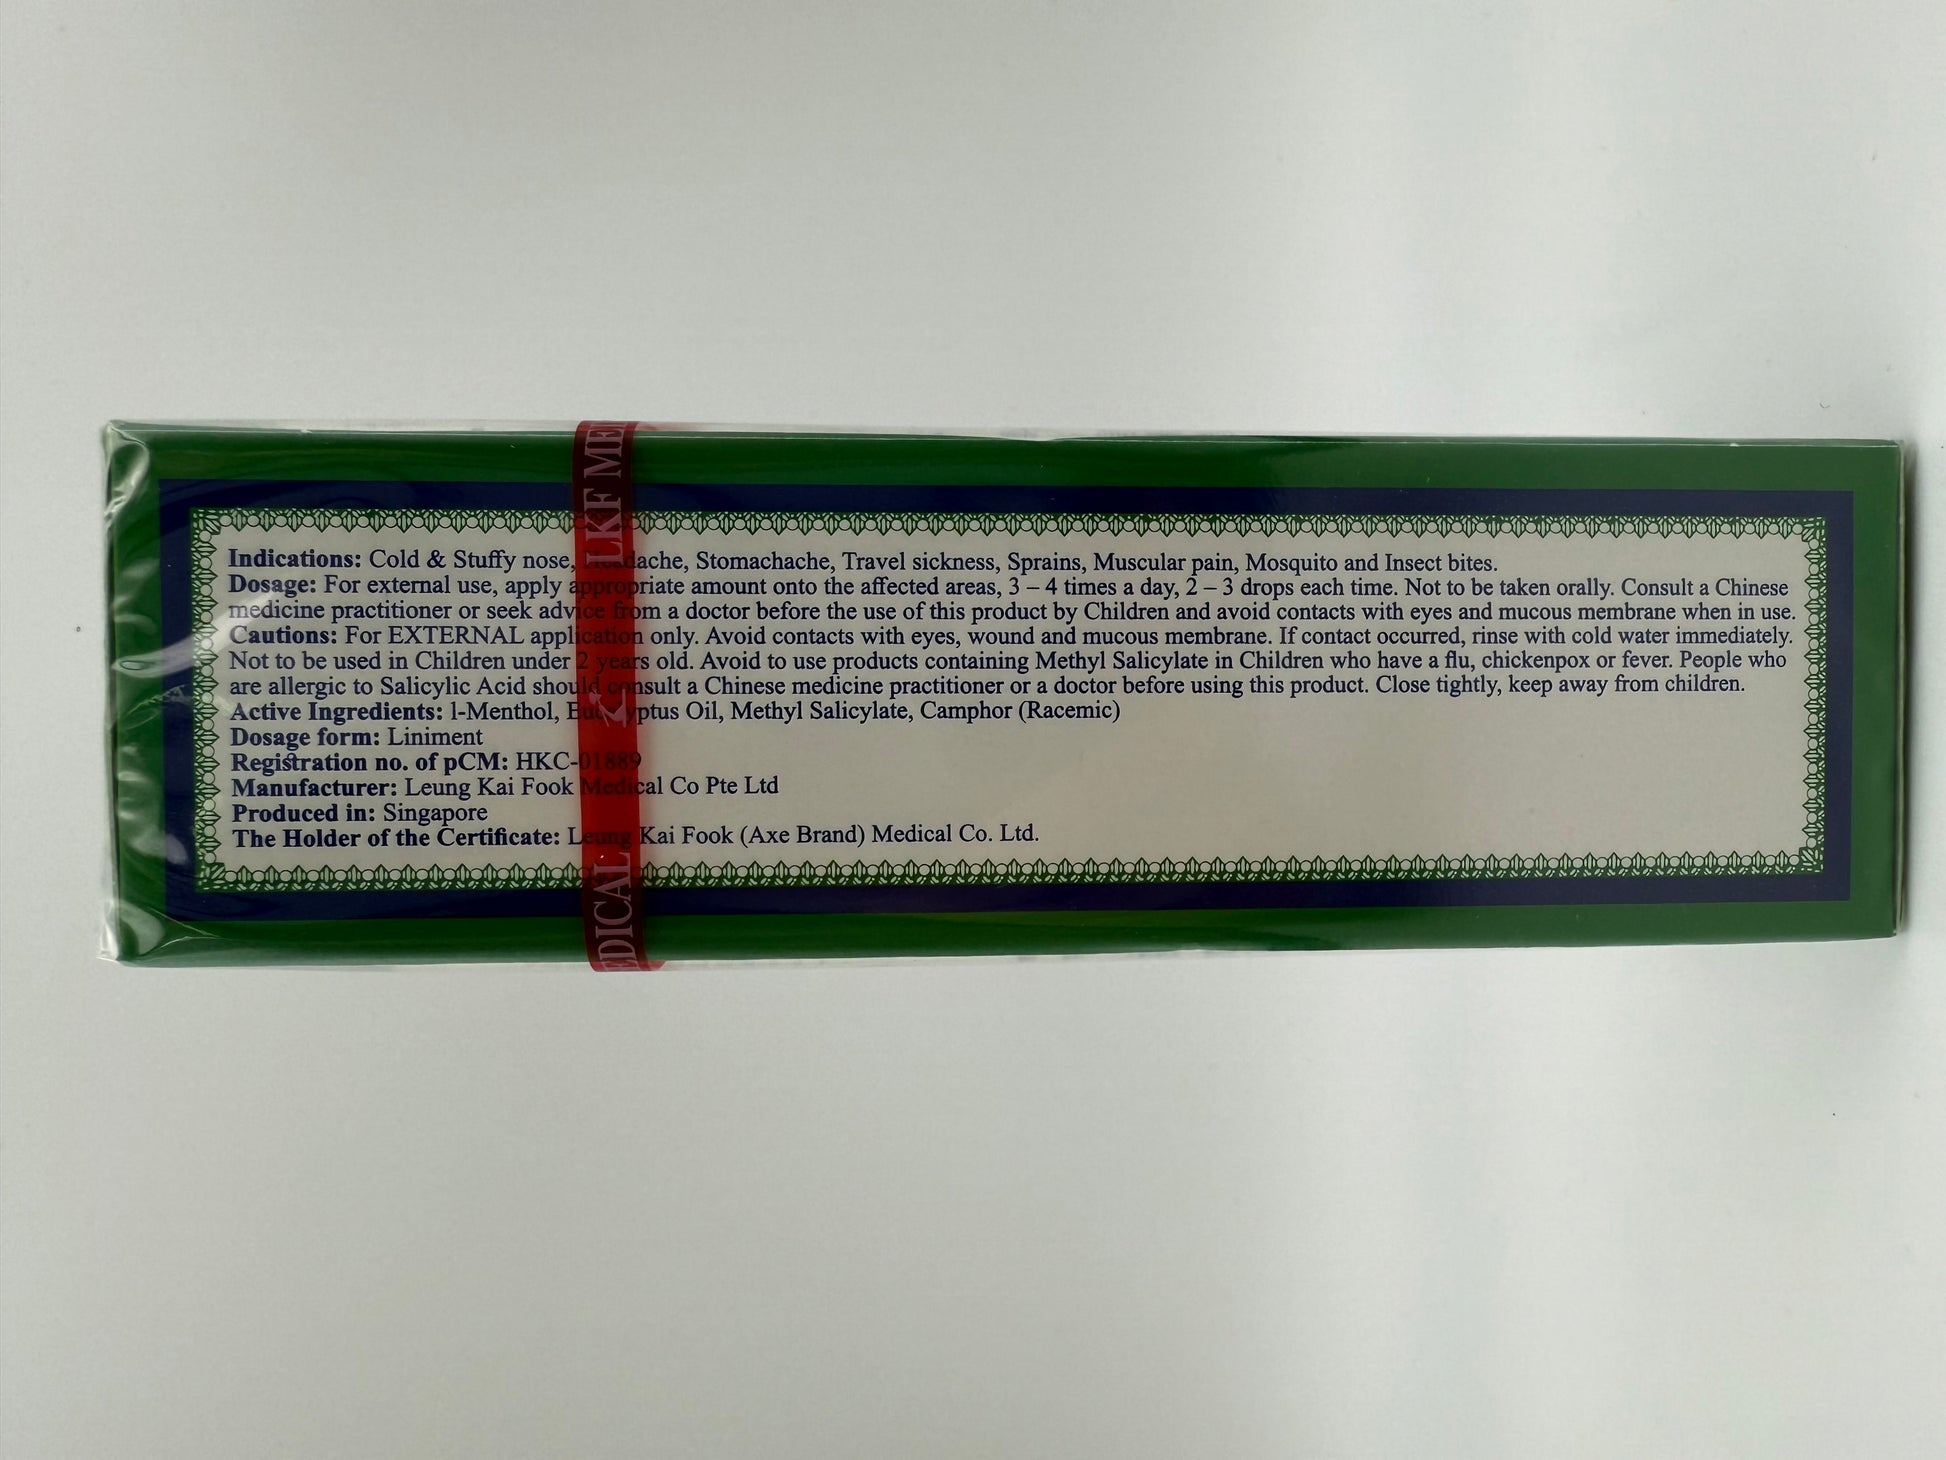 Indications: Cold & Stuffy nose, Headache, Stomachache, Travel sickness, Sprains, Muscular pain, Mosquito and Insect bites.
Dosage: For external use, apply appropriate amount onto the affected areas, 3 – 4 times a day, 2 – 3 drops each time. Not to be taken orally. Consult a Chinese
medicine practitioner or seek advice from a doctor before the use of this product by Children and avoid contacts with eyes and mucous membrane when in use.
Cautions: For EXTERNAL application only. Avoid contacts with eyes, wound and mucous membrane. If contact occurred, rinse with cold water immediately.
Not to be used in Children under 2 years old. Avoid to use products containing Methyl Salicylate in Children who have a flu, chickenpox or fever. People who
are allergic to Salicylic Acid should consult a Chinese medicine practitioner or a doctor before using this product. Close tightly, keep away from children.
Active Ingredients: l-Menthol, Eucalyptus Oil, Methyl Salicylate, Camphor (Racemic)
Dosage form: Liniment
Registration no. of pCM: HKC-01889
Manufacturer: Leung Kai Fook Medical Co Pte Ltd
Produced in: Singapore
The Holder of the Certificate: Leung Kai Fook (Axe Brand) Medical Co. Ltd.
LKF ME
EDICAL